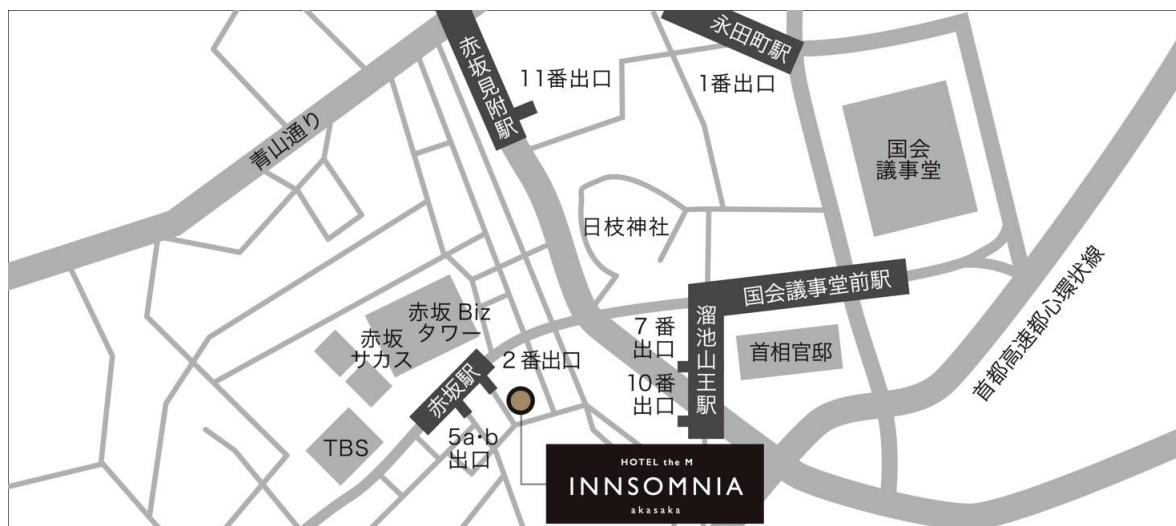 永田町駅
赤坂見附駅
11番出口
1番出口
青山通り
国会
議事堂
日枝神社
国会議事堂前駅
首都高速都心環状線
赤坂 Biz
タワー
赤坂
サカス
7番
出口
溜池山王駅
首相官邸
2番出口
赤坂駅
10番
出口
TBS
5a・b
出口
HOTEL the M
INNSOMNIA
akasaka